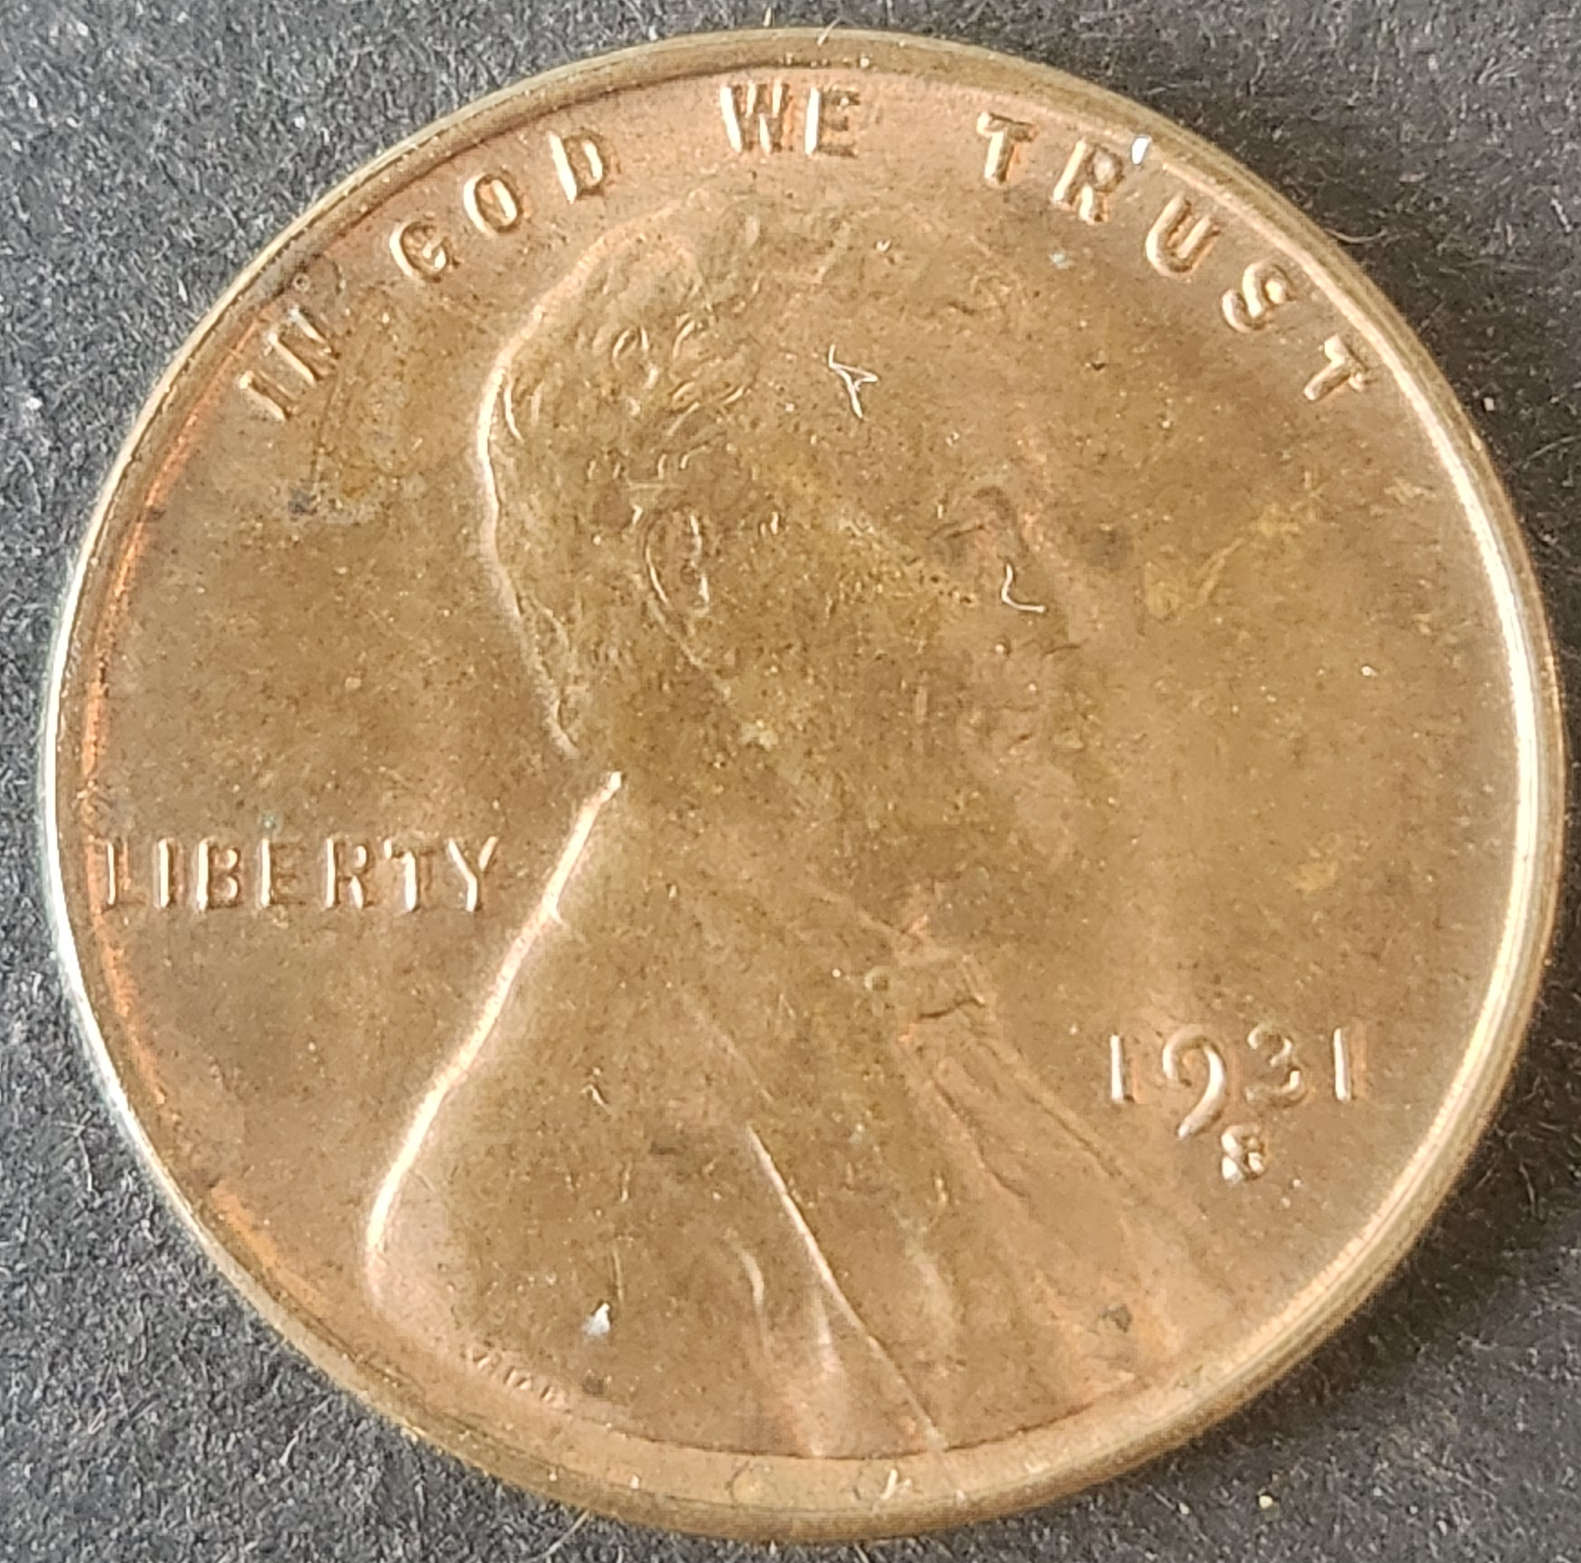 IN GOD WE TRUST
LIBERTY
1931
S